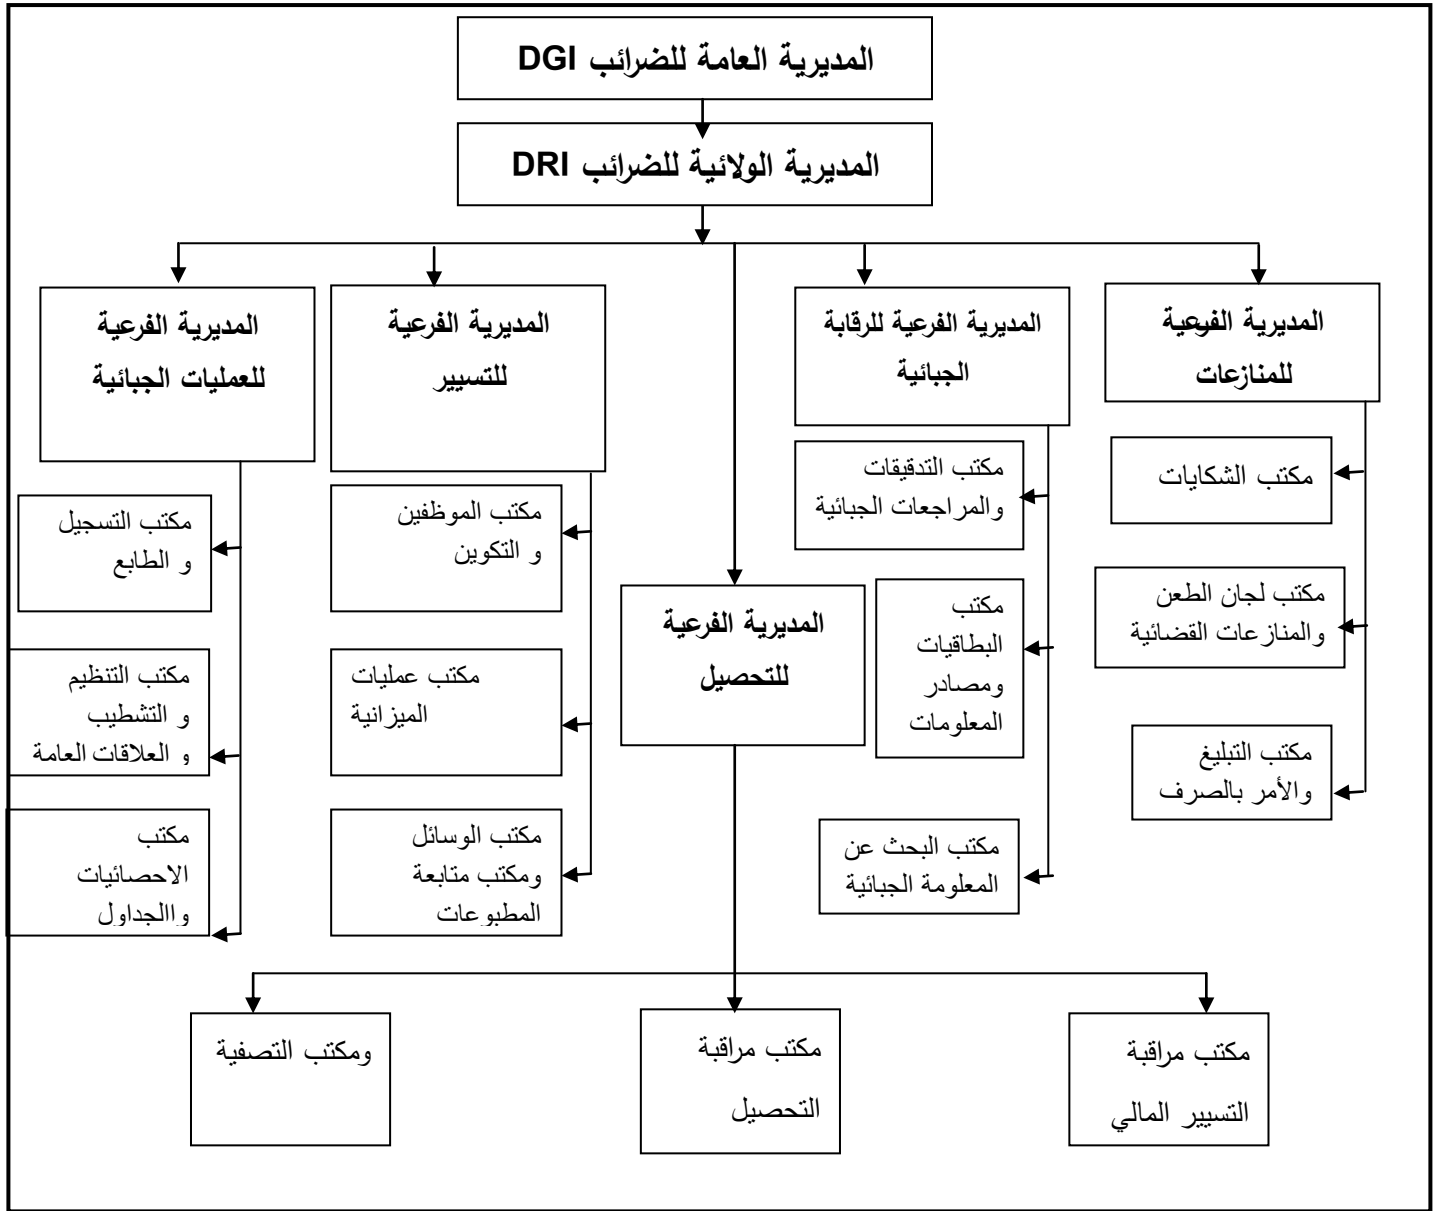 المديرية العامة للضرائب DGI
المديرية الولائية للضرائب DRI
المديرية الفرعية
للمنازعات
مكتب الشكايات
مكتب لجان الطعن
والمنازعات القضائية
مكتب التبليغ
والأمر بالصرف
المديرية الفرعية للرقابة
الجبائية
مكتب التدقيقات
والمراجعات الجبائية
مكتب
البطاقيات
ومصادر
المعلومات
مكتب البحث عن
المعلومة الجبائية
المديرية الفرعية
للتحصيل
مكتب مراقبة
التسيير المالي
مكتب مراقبة
التحصيل
ومكتب التصفية
المديرية الفرعية
للتسيير
مكتب الموظفين
و التكوين
مكتب عمليات
الميزانية
مكتب الوسائل
ومكتب متابعة
المطبوعات
المديرية الفرعية
للعمليات الجبائية
مكتب التسجيل
و الطابع
مكتب التنظيم
و التشطيب
و العلاقات العامة
مكتب
الاحصائيات
واالجداول